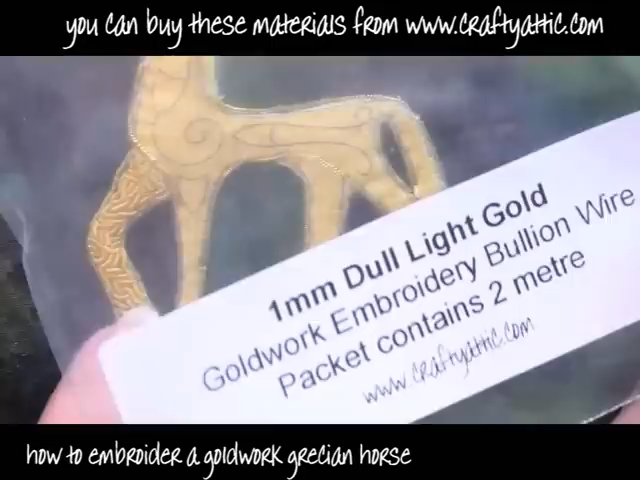 you can buy these materials from www.craftyattic.com
1mm Dull Light Gold
Goldwork Embroidery Bullion Wire
Packet contains 2 metre
www.craftyattic.com
how to embroider a goldwork grecian horse